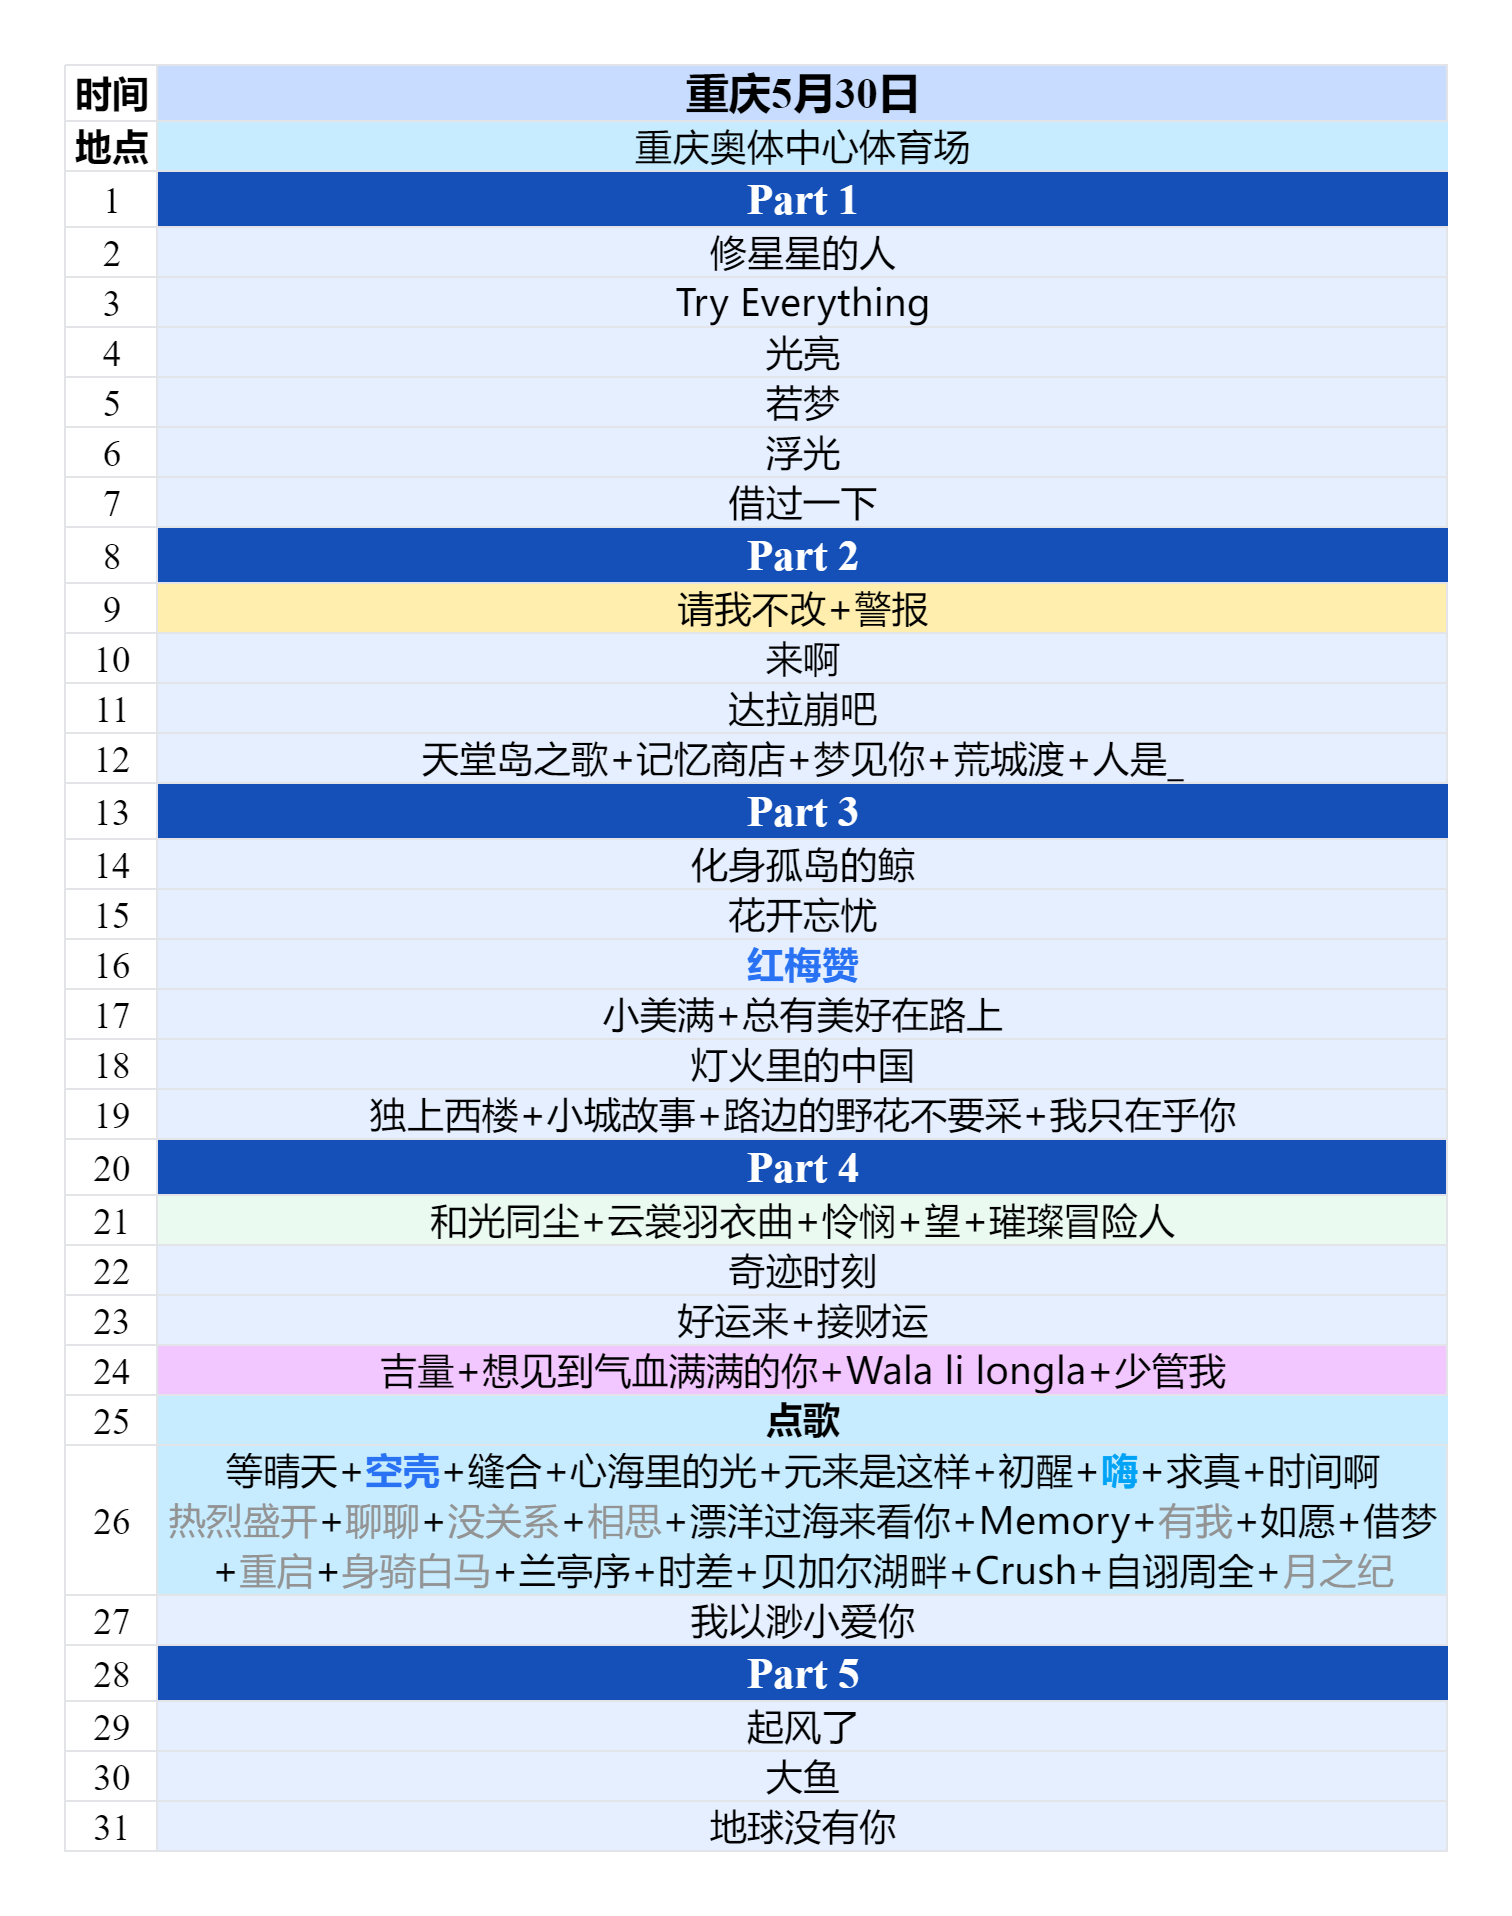 时间 重庆5月30日
地点 重庆奥体中心体育场
1 Part 1
2 修星星的人
3 Try Everything
4 光亮
5 若梦
6 浮光
7 借过一下
8 Part 2
9 请我不改+警报
10 来啊
11 达拉崩吧
12 天堂岛之歌+记忆商店+梦见你+荒城渡+人是_
13 Part 3
14 化身孤岛的鲸
15 花开忘忧
16 红梅赞
17 小美满+总有美好在路上
18 灯火里的中国
19 独上西楼+小城故事+路边的野花不要采+我只在乎你
20 Part 4
21 和光同尘+云裳羽衣曲+怜悯+望+璀璨冒险人
22 奇迹时刻
23 好运来+接财运
24 吉量+想见到气血满满的你+Wala li longla+少管我
25 点歌
等晴天+空壳+缝合+心海里的光+元来是这样+初醒+嗨+求真+时间啊
26 热烈盛开+聊聊+没关系+相思+漂洋过海来看你+Memory+有我+如愿+借梦
+重启+身骑白马+兰亭序+时差+贝加尔湖畔+Crush+自诩周全+月之纪
27 我以渺小爱你
28 Part 5
29 起风了
30 大鱼
31 地球没有你